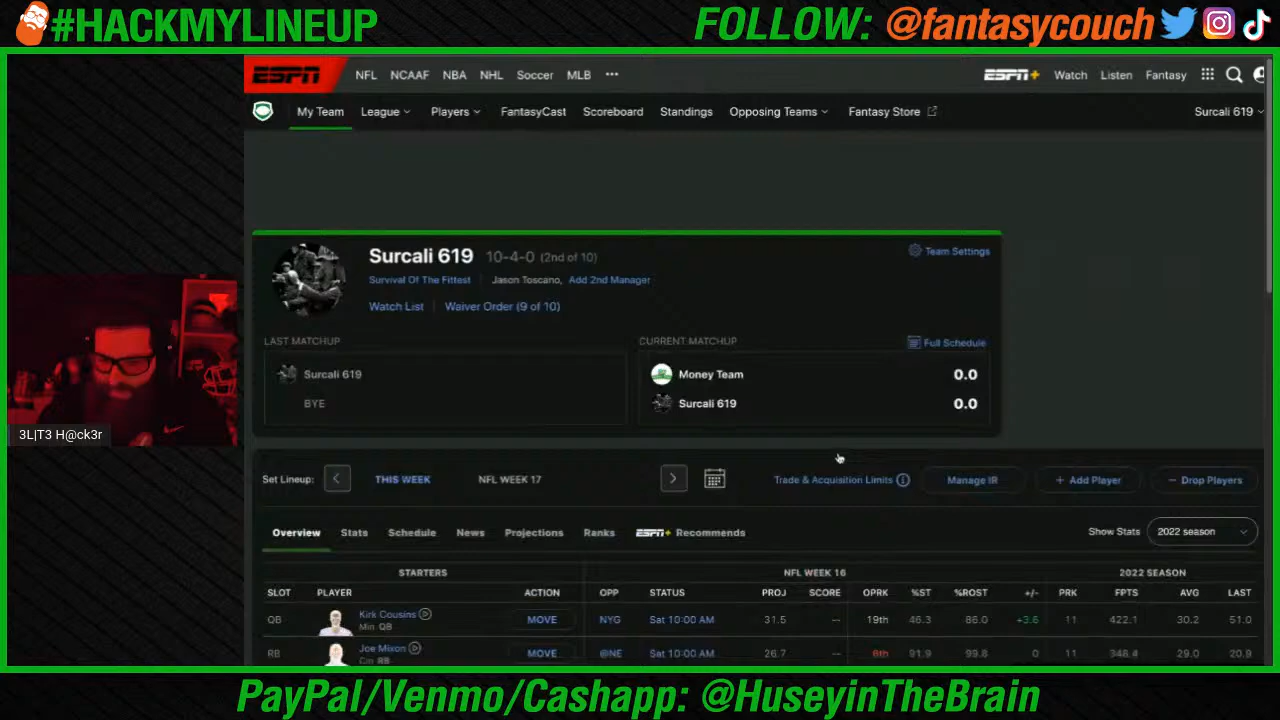 #HACKMYLINEUP
FOLLOW: @fantasycouch
ESPN NFL NCAAF NBA NHL Soccer MLB ••• ESPN+ Watch Listen Fantasy
My Team League Players FantasyCast Scoreboard Standings Opposing Teams Fantasy Store Surcali 619
Surcali 619 10-4-0 (2nd of 10) Team Settings
Survival Of The Fittest Jason Toscano, Add 2nd Manager
Watch List Waiver Order (9 of 10)
LAST MATCHUP CURRENT MATCHUP Full Schedule
Surcali 619 Money Team 0.0
BYE Surcali 619 0.0
3L|T3 H@ck3r
Set Lineup: THIS WEEK NFL WEEK 17 Trade & Acquisition Limits Manage IR + Add Player − Drop Players
Overview Stats Schedule News Projections Ranks ESPN+ Recommends Show Stats 2022 season
STARTERS NFL WEEK 16 2022 SEASON
SLOT PLAYER ACTION OPP STATUS PROJ SCORE OPRK %ST %ROST +/- PRK FPTS AVG LAST
QB Kirk Cousins MOVE NYG Sat 10:00 AM 31.5 -- 19th 46.3 86.0 +3.6 11 422.1 30.2 51.0
Min QB
RB Joe Mixon MOVE @NE Sat 10:00 AM 26.7 -- 6th 91.9 99.8 0 11 348.4 29.0 20.9
Cin RB
PayPal/Venmo/Cashapp: @HuseyinTheBrain